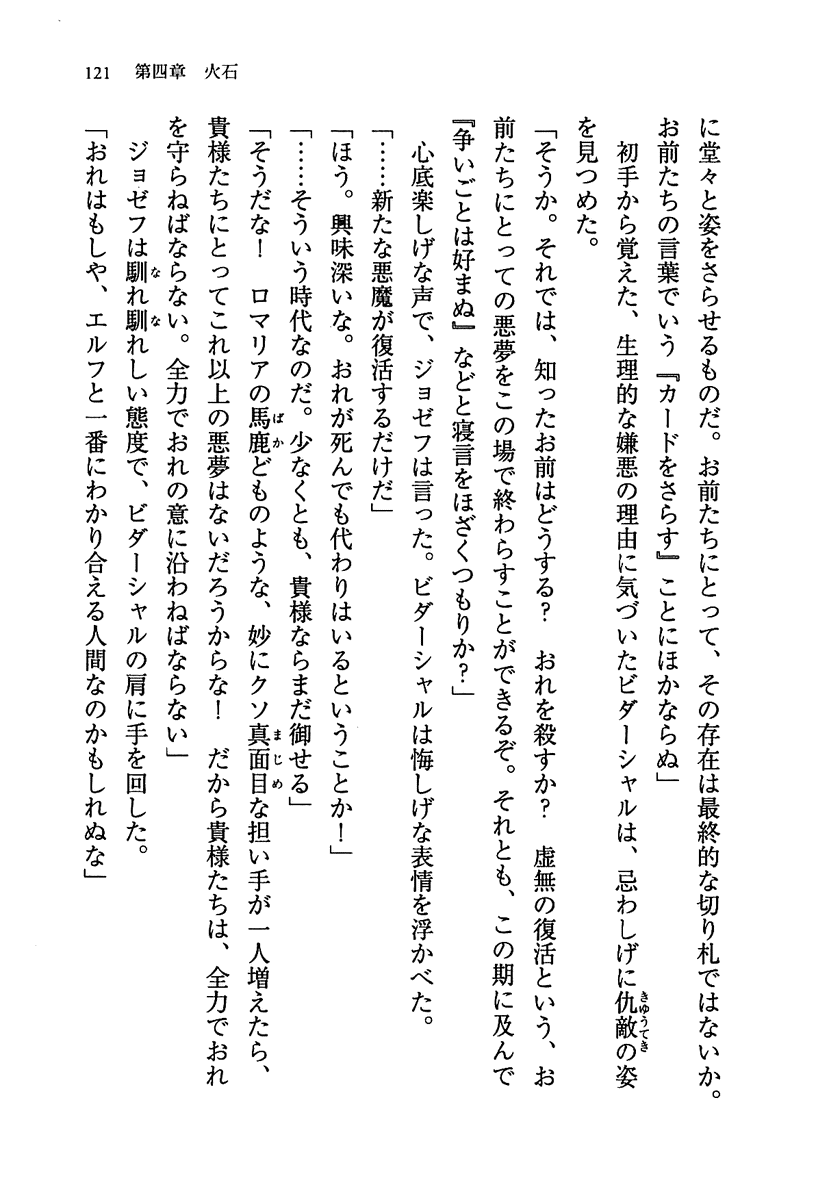 121　第四章　火石
に堂々と姿をさらせるものだ。お前たちにとって、その存在は最終的な切り札ではないか。
お前たちの言葉でいう『カードをさらす』ことにほかならぬ」
　初手から覚えた、生理的な嫌悪の理由に気づいたビダーシャルは、忌わしげに仇敵の姿
を見つめた。
「そうか。それでは、知ったお前はどうする？　おれを殺すか？　虚無の復活という、お
前たちにとっての悪夢をこの場で終わらすことができるぞ。それとも、この期に及んで
『争いごとは好まぬ』などと寝言をほざくつもりか？」
　心底楽しげな声で、ジョゼフは言った。ビダーシャルは悔しげな表情を浮かべた。
「……新たな悪魔が復活するだけだ」
「ほう。興味深いな。おれが死んでも代わりはいるということか！」
「……そういう時代なのだ。少なくとも、貴様ならまだ御せる」
「そうだな！　ロマリアの馬鹿どものような、妙にクソ真面目な担い手が一人増えたら、
貴様たちにとってこれ以上の悪夢はないだろうからな！　だから貴様たちは、全力でおれ
を守らねばならない。全力でおれの意に沿わねばならない」
　ジョゼフは馴れ馴れしい態度で、ビダーシャルの肩に手を回した。
「おれはもしや、エルフと一番にわかり合える人間なのかもしれぬな」